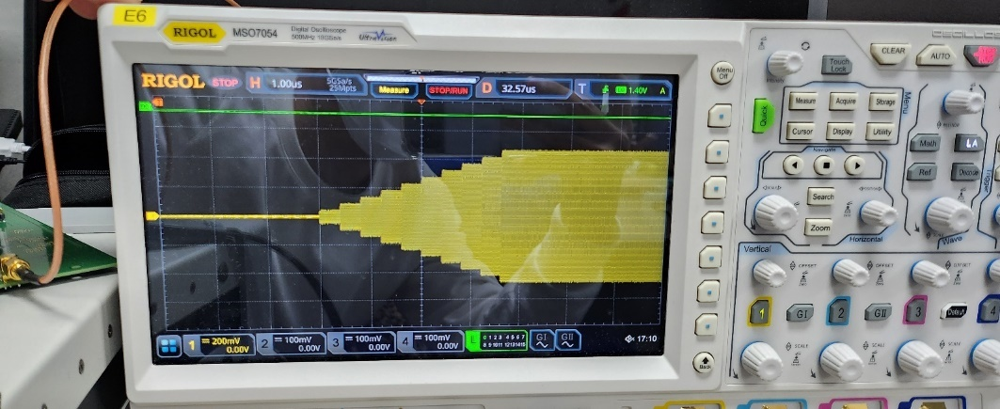 E6
RIGOL MSO7054 Digital Oscilloscope
500MHz 10GSa/s
UltraVision
RIGOL STOP H 1.00us 5GSa/s
25Mpts
Measure STOP/RUN D 32.57us T 1.40V A
1 200mV
0.00V
2 100mV
0.00V
3 100mV
0.00V
4 100mV
0.00V
L 0 1 2 3 4 5 6 7
8 9 10 11 12 13 14 15
GI GII
17:10
Menu
Off
Back
CLEAR
AUTO
Touch
Lock
Quick
Measure Acquire Storage
Cursor Display Utility
Menu
Math LA
Ref Decode
Navigate
Search
Zoom
Horizontal
Wave
Vertical
OFFSET OFFSET OFFSET
1 GI 2 GII 3 Default 4
SCALE SCALE SCALE